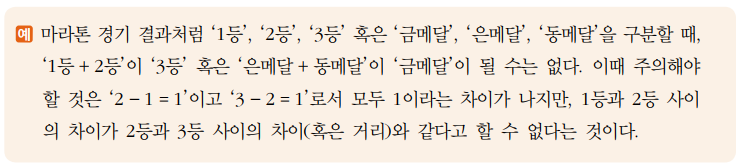 예 마라톤 경기 결과처럼 ‘1등’, ‘2등’, ‘3등’ 혹은 ‘금메달’, ‘은메달’, ‘동메달’을 구분할 때,
‘1등 + 2등’이 ‘3등’ 혹은 ‘은메달 + 동메달’이 ‘금메달’이 될 수는 없다. 이때 주의해야
할 것은 ‘2 − 1 = 1’이고 ‘3 − 2 = 1’로서 모두 1이라는 차이가 나지만, 1등과 2등 사이
의 차이가 2등과 3등 사이의 차이(혹은 거리)와 같다고 할 수 없다는 것이다.